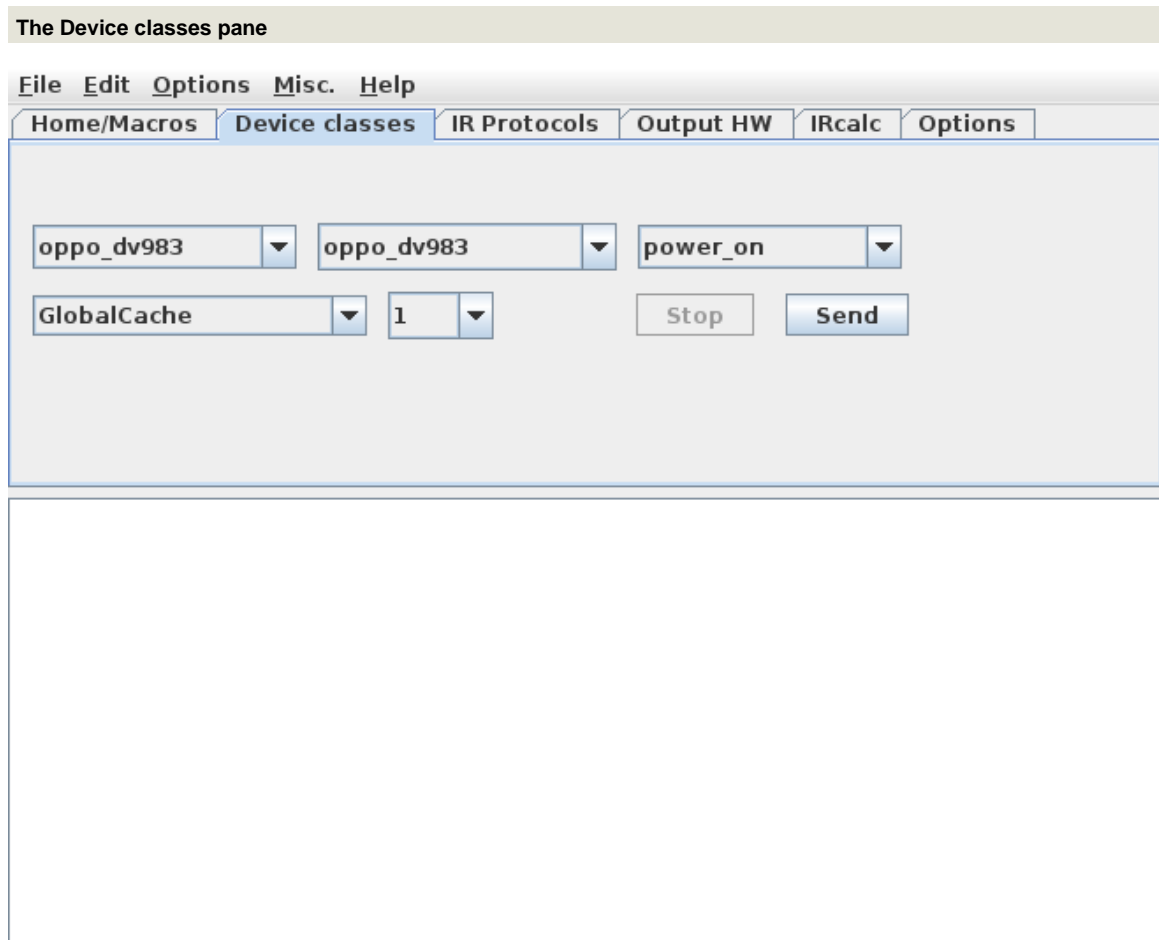 The Device classes pane
File Edit Options Misc. Help
Home/Macros Device classes IR Protocols Output HW IRcalc Options
oppo_dv983 oppo_dv983 power_on
GlobalCache 1 Stop Send